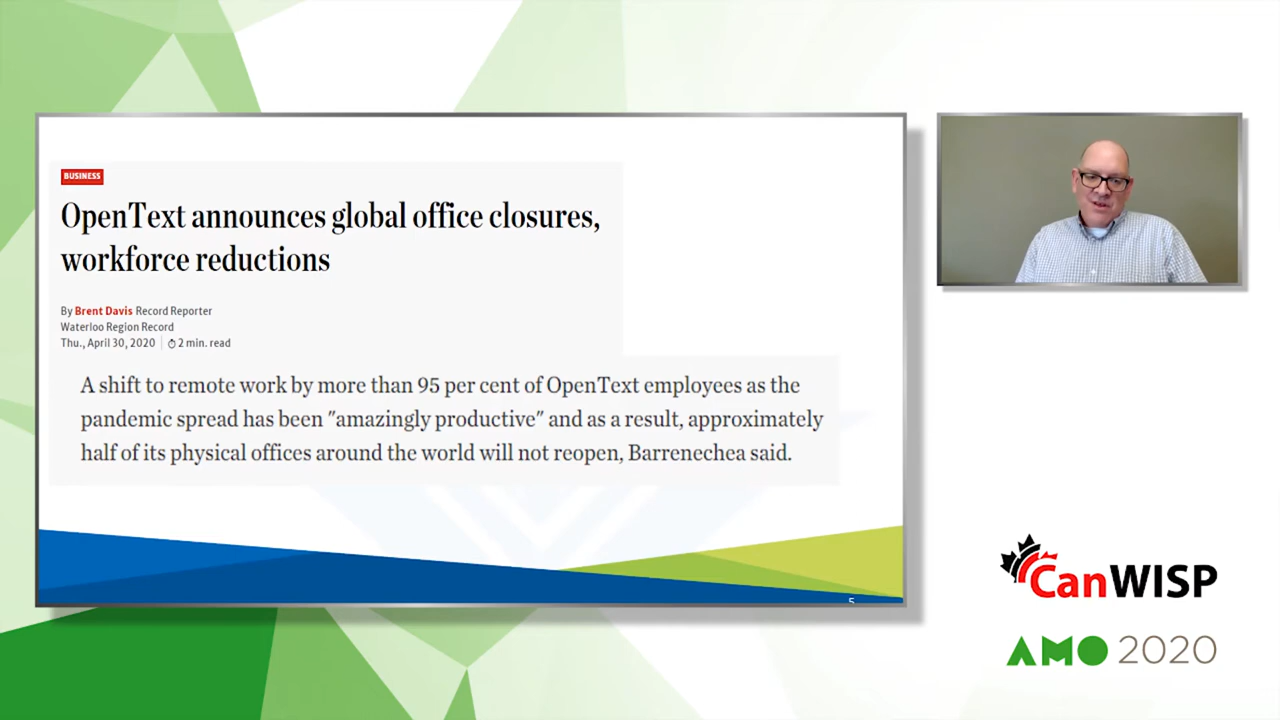 BUSINESS
OpenText announces global office closures,
workforce reductions
By Brent Davis Record Reporter
Waterloo Region Record
Thu., April 30, 2020 | 2 min. read
A shift to remote work by more than 95 per cent of OpenText employees as the
pandemic spread has been "amazingly productive" and as a result, approximately
half of its physical offices around the world will not reopen, Barrenechea said.
5
CanWISP
AMO 2020